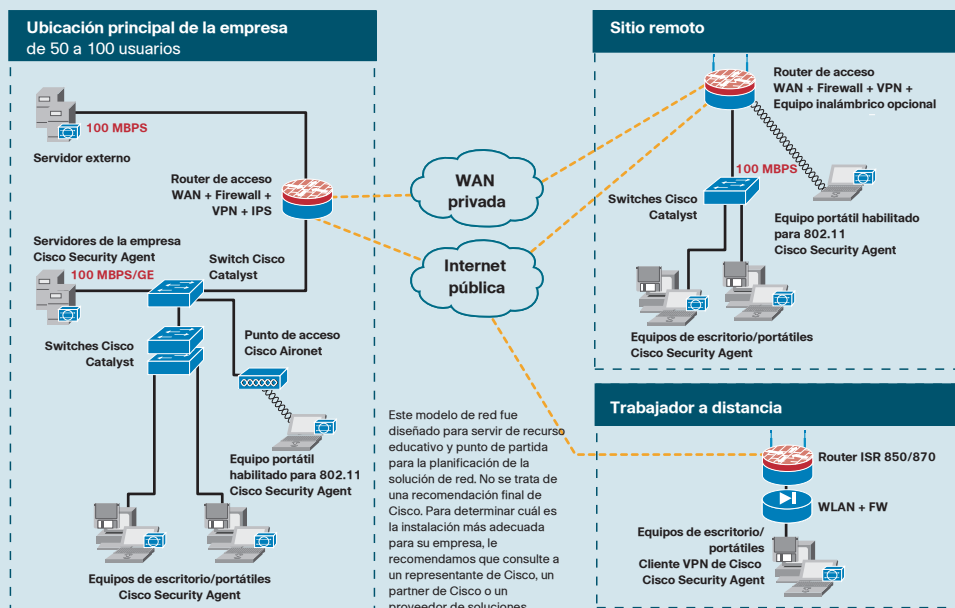 Ubicación principal de la empresa
de 50 a 100 usuarios
100 MBPS
Servidor externo
Router de acceso
WAN + Firewall +
VPN + IPS
Servidores de la empresa
Cisco Security Agent
100 MBPS/GE
Switch Cisco
Catalyst
Switches Cisco
Catalyst
Punto de acceso
Cisco Aironet
Equipo portátil
habilitado para 802.11
Cisco Security Agent
Equipos de escritorio/portátiles
Cisco Security Agent
WAN
privada
Internet
pública
Este modelo de red fue
diseñado para servir de recurso
educativo y punto de partida
para la planificación de la
solución de red. No se trata de
una recomendación final de
Cisco. Para determinar cuál es
la instalación más adecuada
para su empresa, le
recomendamos que consulte a
un representante de Cisco, un
partner de Cisco o un
proveedor de soluciones
Sitio remoto
Router de acceso
WAN + Firewall + VPN +
Equipo inalámbrico opcional
100 MBPS
Switches Cisco
Catalyst
Equipo portátil habilitado
para 802.11
Cisco Security Agent
Equipos de escritorio/portátiles
Cisco Security Agent
Trabajador a distancia
Router ISR 850/870
WLAN + FW
Equipos de escritorio/
portátiles
Cliente VPN de Cisco
Cisco Security Agent